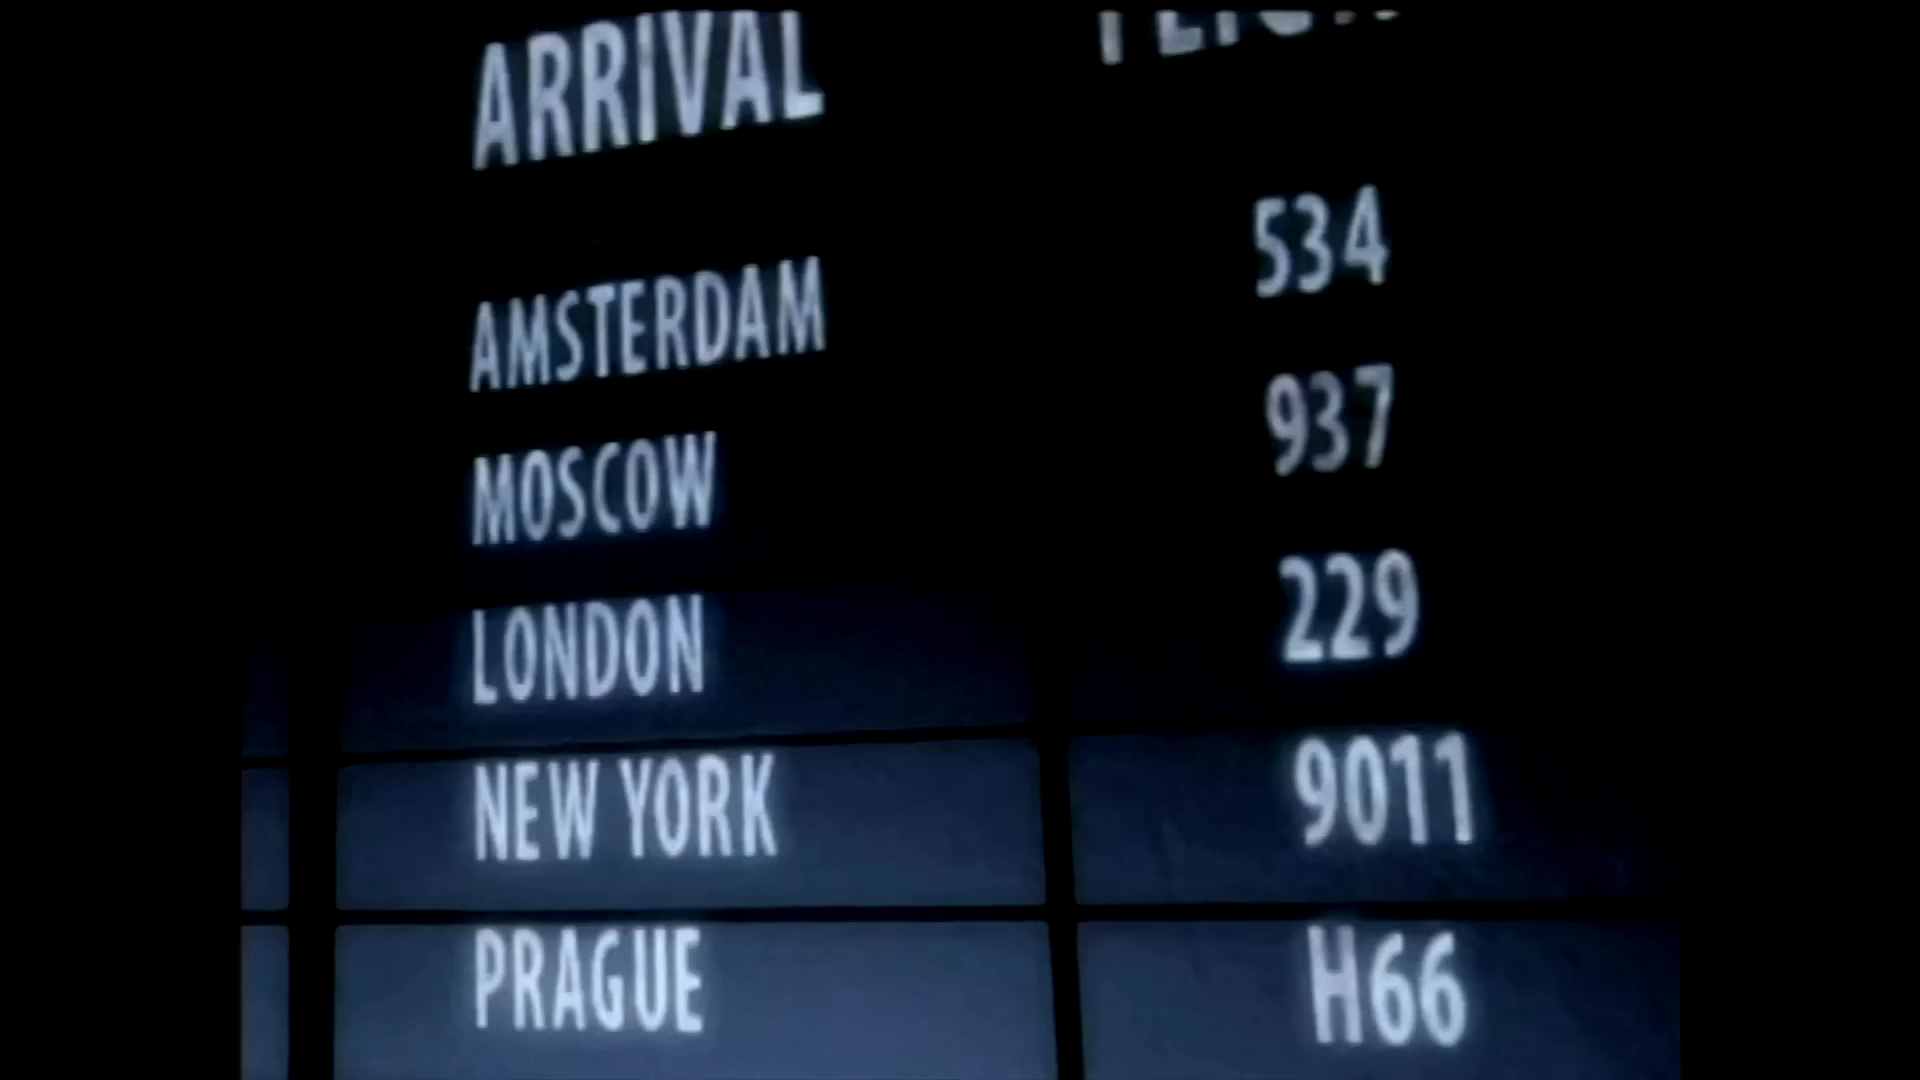 ARRIVAL
AMSTERDAM 534
MOSCOW 937
LONDON 229
NEW YORK 9011
PRAGUE H66